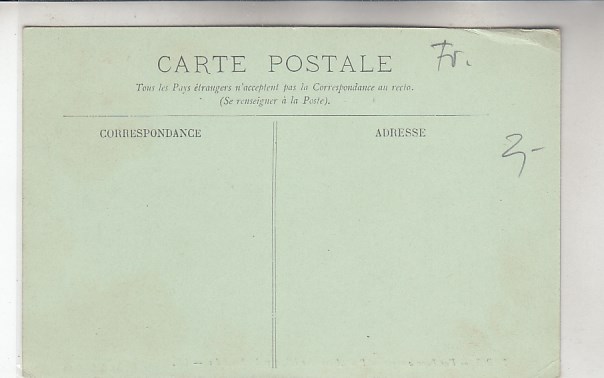 CARTE POSTALE Fr.
Tous les Pays étrangers n'acceptent pas la Correspondance au recto.
(Se renseigner à la Poste).
CORRESPONDANCE ADRESSE
2,-